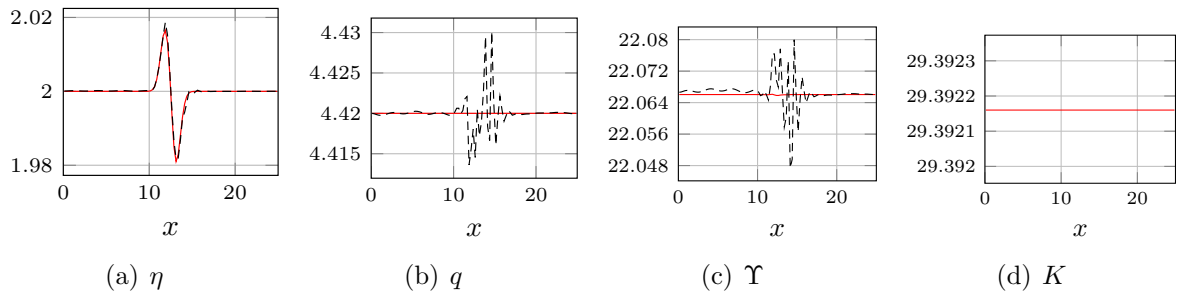 2.02
2
1.98
0 10 20
x
(a) η
4.43
4.425
4.42
4.415
0 10 20
x
(b) q
22.08
22.072
22.064
22.056
22.048
0 10 20
x
(c) Υ
29.3923
29.3922
29.3921
29.392
0 10 20
x
(d) K